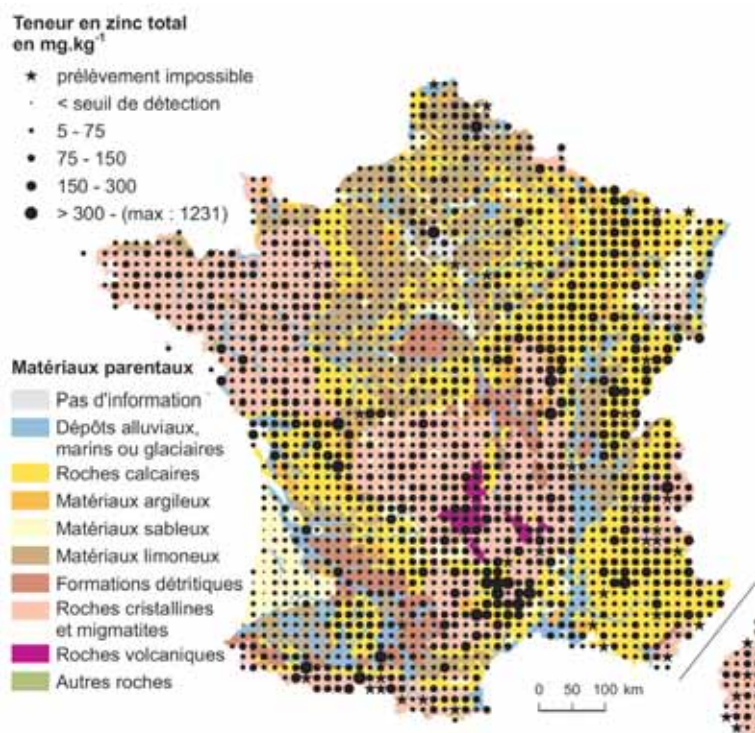 Teneur en zinc total
en mg.kg-1
prélèvement impossible
< seuil de détection
5 - 75
75 - 150
150 - 300
> 300 - (max : 1231)
Matériaux parentaux
Pas d'information
Dépôts alluviaux,
marins ou glaciaires
Roches calcaires
Matériaux argileux
Matériaux sableux
Matériaux limoneux
Formations détritiques
Roches cristallines
et migmatites
Roches volcaniques
Autres roches
0 50 100 km